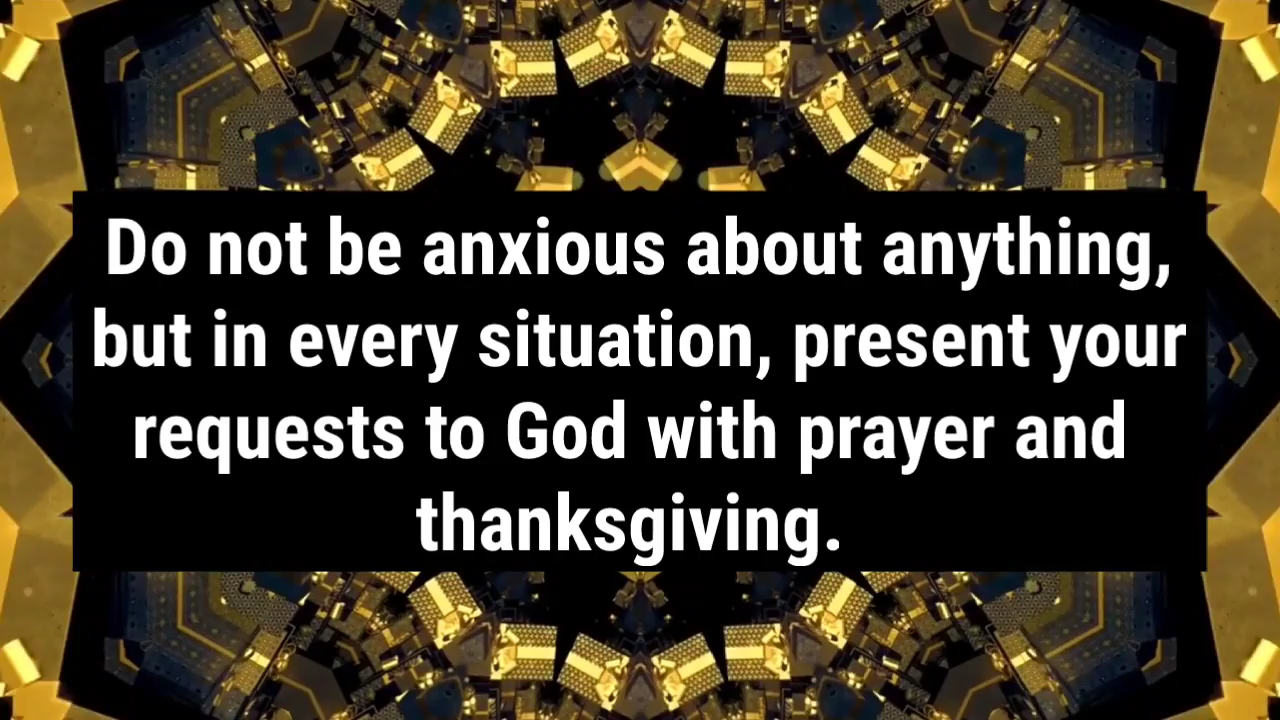 Do not be anxious about anything,
but in every situation, present your
requests to God with prayer and
thanksgiving.